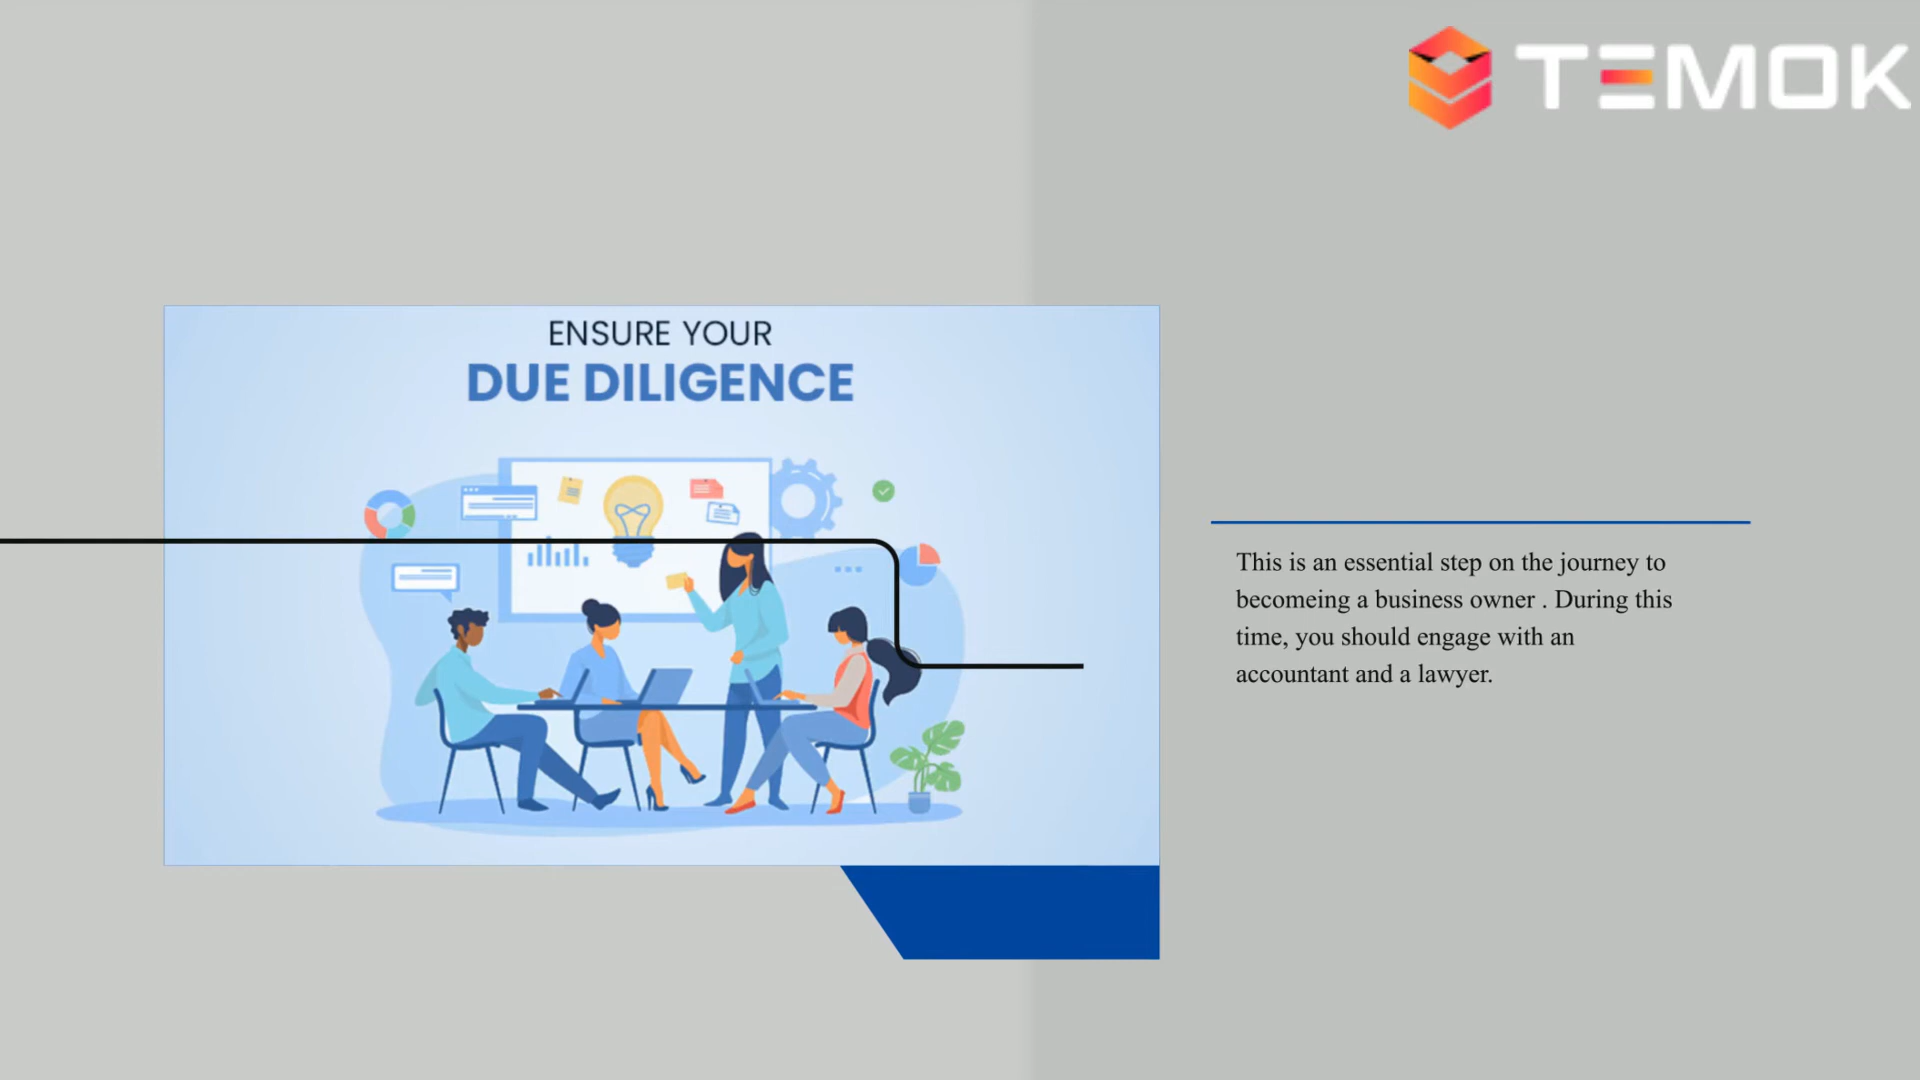 TEMOK
ENSURE YOUR
DUE DILIGENCE
This is an essential step on the journey to
becomeing a business owner . During this
time, you should engage with an
accountant and a lawyer.